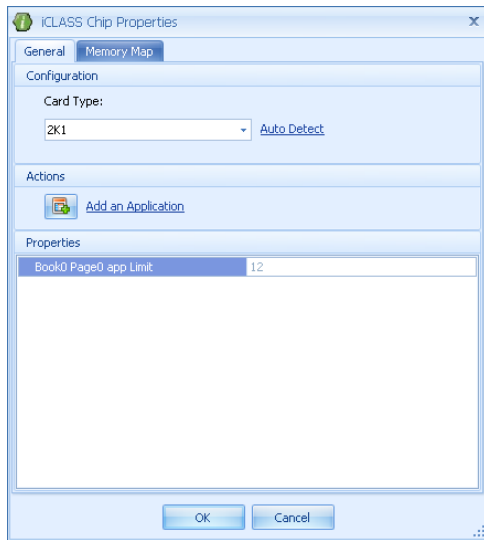 iCLASS Chip Properties
General Memory Map
Configuration
Card Type:
2K1 Auto Detect
Actions
Add an Application
Properties
Book0 Page0 app Limit 12
OK Cancel